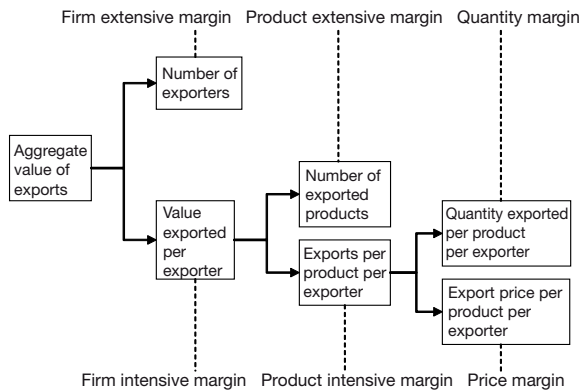 Firm extensive margin
Product extensive margin
Quantity margin
Number of
exporters
Aggregate
value of
exports
Number of
exported
products
Value
exported
per
exporter
Quantity exported
per product
per exporter
Exports per
product per
exporter
Export price per
product per
exporter
Firm intensive margin
Product intensive margin
Price margin